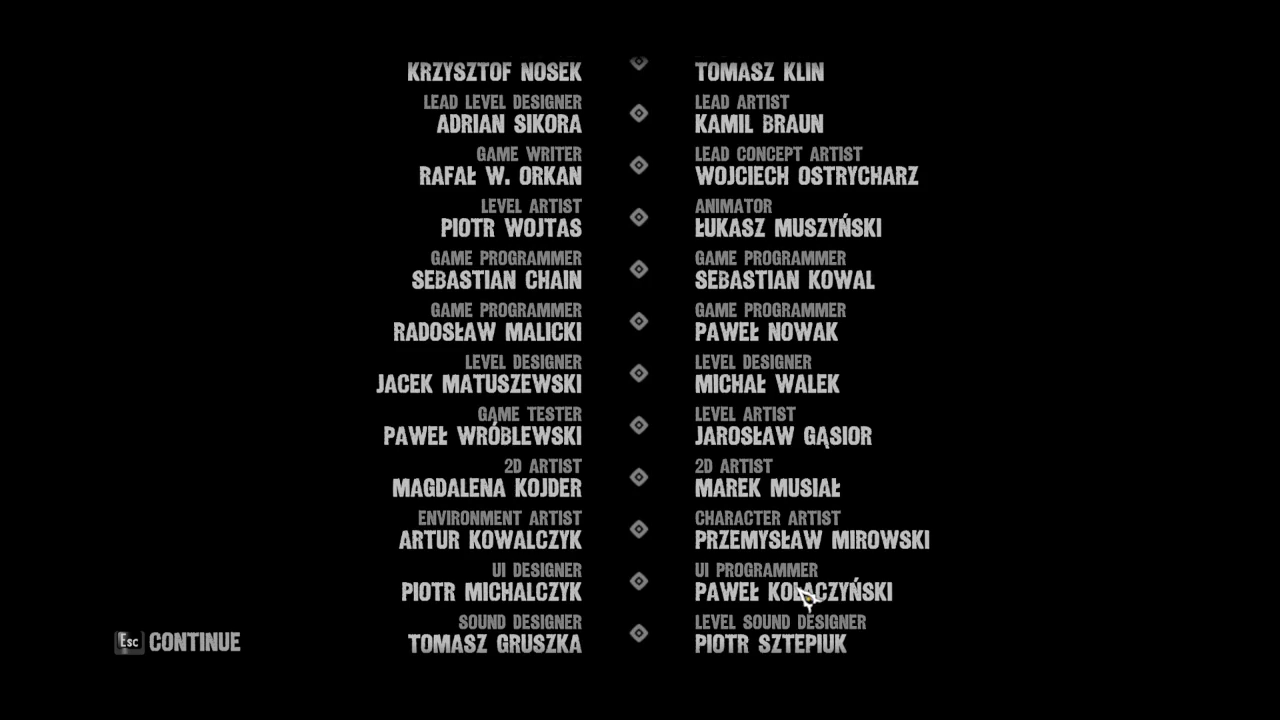 KRZYSZTOF NOSEK
TOMASZ KLIN
LEAD LEVEL DESIGNER
ADRIAN SIKORA
LEAD ARTIST
KAMIL BRAUN
GAME WRITER
RAFAŁ W. ORKAN
LEAD CONCEPT ARTIST
WOJCIECH OSTRYCHARZ
LEVEL ARTIST
PIOTR WOJTAS
ANIMATOR
ŁUKASZ MUSZYŃSKI
GAME PROGRAMMER
SEBASTIAN CHAIN
GAME PROGRAMMER
SEBASTIAN KOWAL
GAME PROGRAMMER
RADOSŁAW MALICKI
GAME PROGRAMMER
PAWEŁ NOWAK
LEVEL DESIGNER
JACEK MATUSZEWSKI
LEVEL DESIGNER
MICHAŁ WALEK
GAME TESTER
PAWEŁ WRÓBLEWSKI
LEVEL ARTIST
JAROSŁAW GĄSIOR
2D ARTIST
MAGDALENA KOJDER
2D ARTIST
MAREK MUSIAŁ
ENVIRONMENT ARTIST
ARTUR KOWALCZYK
CHARACTER ARTIST
PRZEMYSŁAW MIROWSKI
UI DESIGNER
PIOTR MICHALCZYK
UI PROGRAMMER
PAWEŁ KOŁACZYŃSKI
SOUND DESIGNER
TOMASZ GRUSZKA
LEVEL SOUND DESIGNER
PIOTR SZTEPIUK
Esc CONTINUE